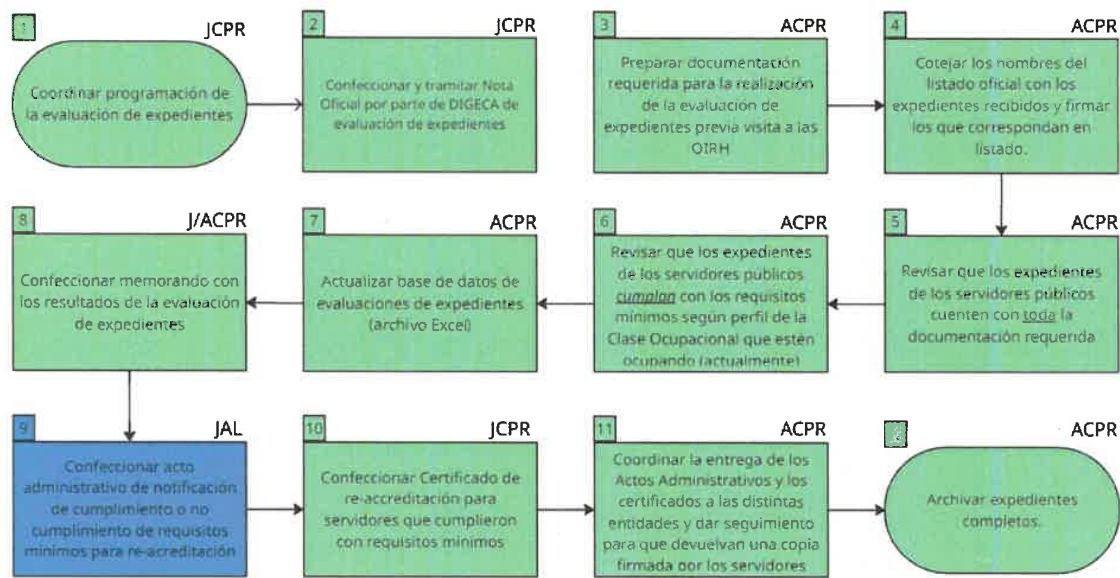 1
JCPR
Coordinar programación de
la evaluación de expedientes
2
JCPR
Confeccionar y tramitar Nota
Oficial por parte de DIGECA de
evaluación de expedientes
3
ACPR
Preparar documentación
requerida para la realización
de la evaluación de
expedientes previa visita a las
OIRH
4
ACPR
Cotejar los nombres del
listado oficial con los
expedientes recibidos y firmar
los que correspondan en
listado.
5
ACPR
Revisar que los expedientes
de los servidores públicos
cuenten con toda la
documentación requerida
6
ACPR
Revisar que los expedientes
de los servidores públicos
cumplan con los requisitos
mínimos según perfil de la
Clase Ocupacional que estén
ocupando (actualmente)
7
ACPR
Actualizar base de datos de
evaluaciones de expedientes
(archivo Excel)
8
J/ACPR
Confeccionar memorando con
los resultados de la evaluación
de expedientes
9
JAL
Confeccionar acto
administrativo de notificación
de cumplimiento o no
cumplimiento de requisitos
mínimos para re-acreditación
10
JCPR
Confeccionar Certificado de
re-accreditación para
servidores que cumplieron
con requisitos mínimos
11
ACPR
Coordinar la entrega de los
Actos Administrativos y los
certificados a las distintas
entidades y dar seguimiento
para que devuelvan una copia
firmada por los servidores
ACPR
Archivar expedientes
completos.